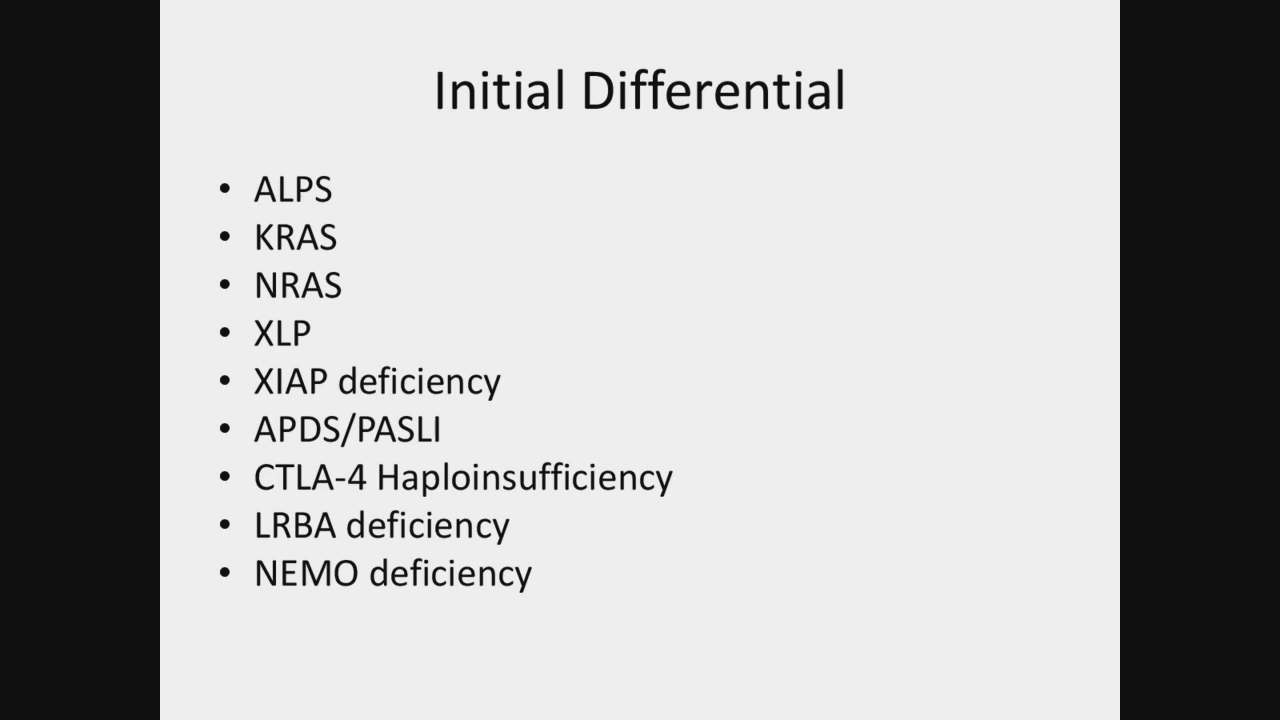 Initial Differential
• ALPS
• KRAS
• NRAS
• XLP
• XIAP deficiency
• APDS/PASLI
• CTLA-4 Haploinsufficiency
• LRBA deficiency
• NEMO deficiency